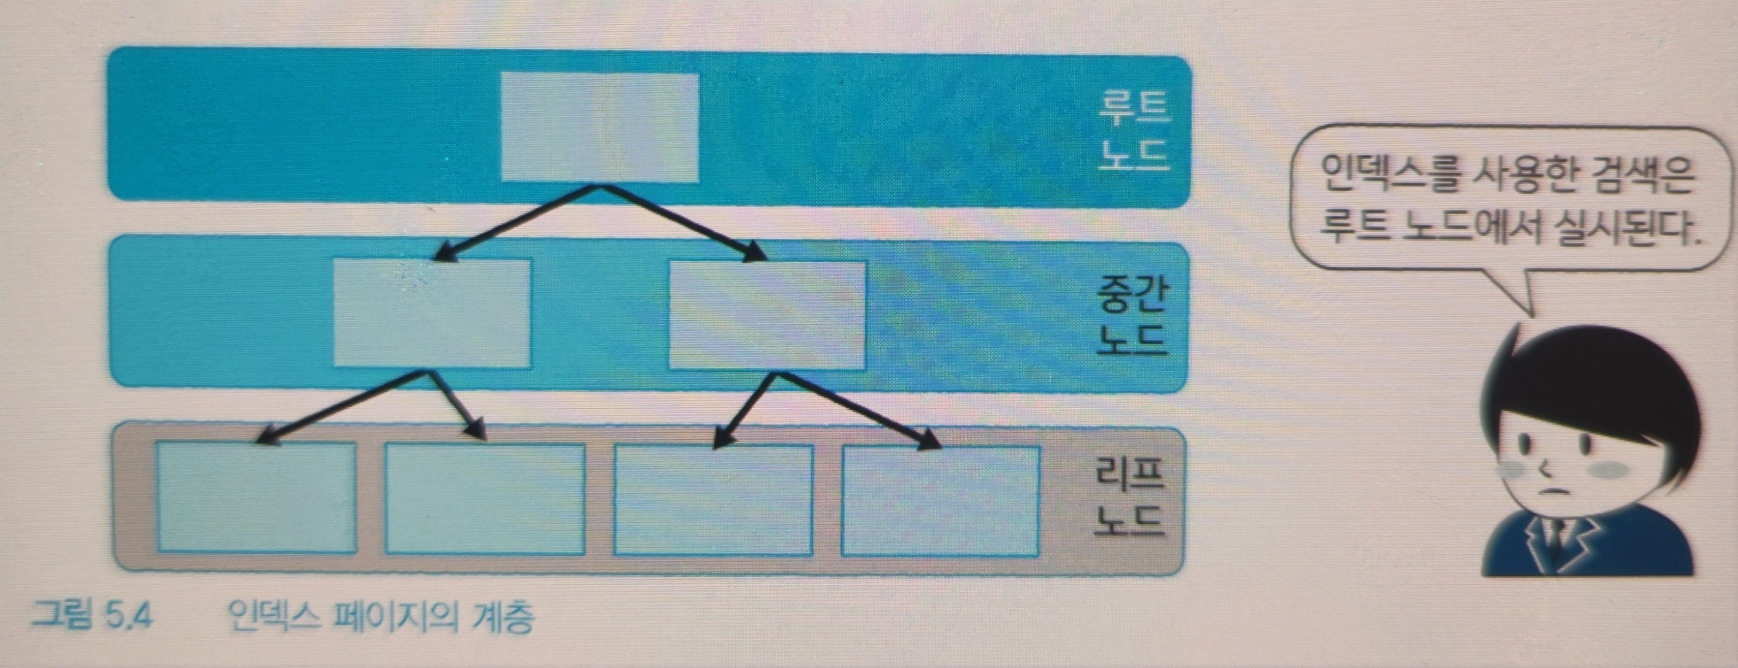 루트
노드
인덱스를 사용한 검색은
루트 노드에서 실시된다.
중간
노드
리프
노드
그림 5.4 인덱스 페이지의 계층